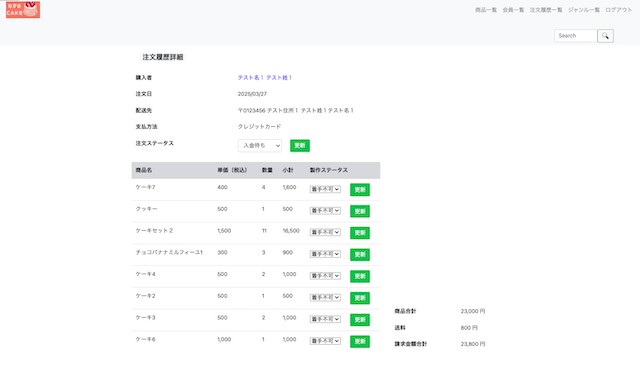 CAKE
商品一覧 会員一覧 注文履歴一覧 ジャンル一覧 ログアウト
Search
注文履歴詳細
購入者 テスト名1 テスト姓1
注文日 2025/03/27
配送先 〒0123456 テスト住所1 テスト姓1テスト名1
支払方法 クレジットカード
注文ステータス 入金待ち 更新
商品名 単価（税込） 数量 小計 製作ステータス
ケーキ7 400 4 1,600 着手不可 更新
クッキー 500 1 500 着手不可 更新
ケーキセット2 1,500 11 16,500 着手不可 更新
チョコバナナミルフィーユ1 300 3 900 着手不可 更新
ケーキ4 500 2 1,000 着手不可 更新
ケーキ2 500 1 500 着手不可 更新
ケーキ3 500 2 1,000 着手不可 更新
ケーキ6 1,000 1 1,000 着手不可 更新
商品合計 23,000 円
送料 800 円
請求金額合計 23,800 円